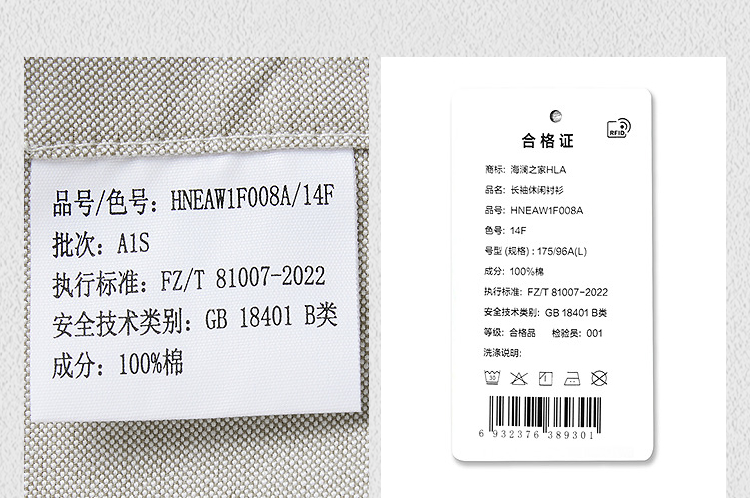 品号/色号: HNEAW1F008A/14F
批次: A1S
执行标准: FZ/T 81007-2022
安全技术类别: GB 18401 B类
成分: 100%棉
RFID
合格证
商标: 海澜之家HLA
品名: 长袖休闲衬衫
品号: HNEAW1F008A
色号: 14F
号型 (规格) : 175/96A(L)
成分: 100%棉
执行标准: FZ/T 81007-2022
安全技术类别: GB 18401 B类
等级: 合格品 检验员: 001
洗涤说明:
30
6 932376 389301